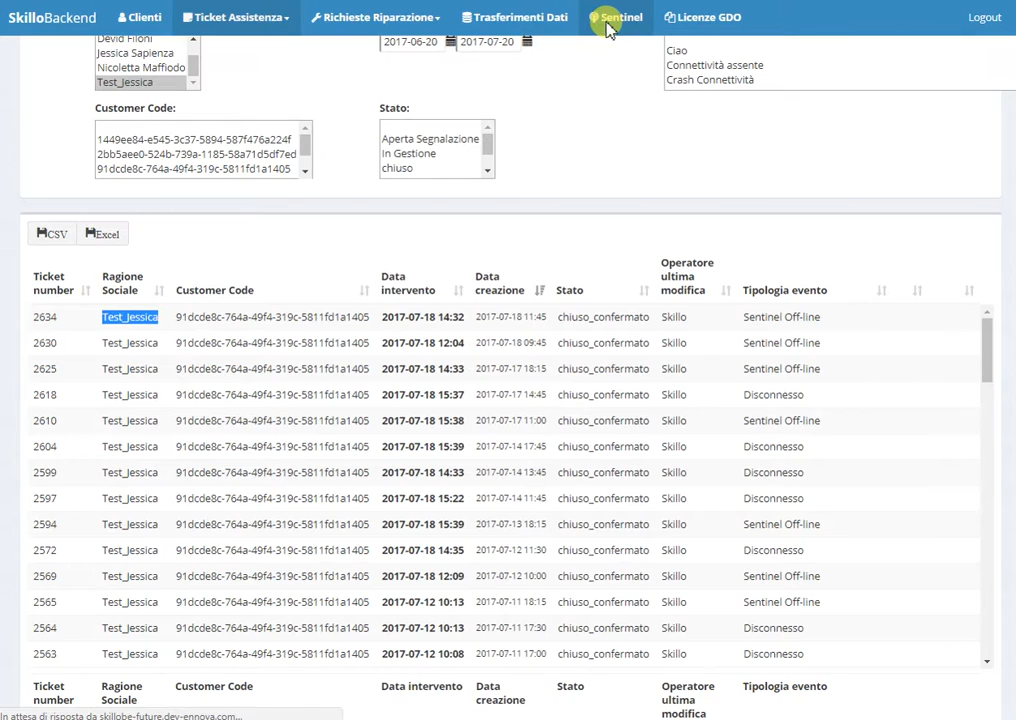 SkilloBackend Clienti Ticket Assistenza Richieste Riparazione Trasferimenti Dati Sentinel Licenze GDO Logout
Devid Filoni
Jessica Sapienza
Nicoletta Maffiodo
Test_Jessica
2017-06-20 2017-07-20
Ciao
Connettività assente
Crash Connettività
Customer Code:
1449ee84-e545-3c37-5894-587f476a224f
2bb5aee0-524b-739a-1185-58a71d5df7ed
91dcde8c-764a-49f4-319c-5811fd1a1405
Stato:
Aperta Segnalazione
In Gestione
chiuso
CSV Excel
Ticket number Ragione Sociale Customer Code Data intervento Data creazione Stato Operatore ultima modifica Tipologia evento
2634 Test_Jessica 91dcde8c-764a-49f4-319c-5811fd1a1405 2017-07-18 14:32 2017-07-18 11:45 chiuso_confermato Skillo Sentinel Off-line
2630 Test_Jessica 91dcde8c-764a-49f4-319c-5811fd1a1405 2017-07-18 12:04 2017-07-18 09:45 chiuso_confermato Skillo Sentinel Off-line
2625 Test_Jessica 91dcde8c-764a-49f4-319c-5811fd1a1405 2017-07-18 14:33 2017-07-17 18:15 chiuso_confermato Skillo Sentinel Off-line
2618 Test_Jessica 91dcde8c-764a-49f4-319c-5811fd1a1405 2017-07-18 15:37 2017-07-17 14:45 chiuso_confermato Skillo Disconnesso
2610 Test_Jessica 91dcde8c-764a-49f4-319c-5811fd1a1405 2017-07-18 15:38 2017-07-17 11:00 chiuso_confermato Skillo Sentinel Off-line
2604 Test_Jessica 91dcde8c-764a-49f4-319c-5811fd1a1405 2017-07-18 15:39 2017-07-14 17:45 chiuso_confermato Skillo Disconnesso
2599 Test_Jessica 91dcde8c-764a-49f4-319c-5811fd1a1405 2017-07-18 14:33 2017-07-14 13:45 chiuso_confermato Skillo Disconnesso
2597 Test_Jessica 91dcde8c-764a-49f4-319c-5811fd1a1405 2017-07-18 15:22 2017-07-14 11:45 chiuso_confermato Skillo Disconnesso
2594 Test_Jessica 91dcde8c-764a-49f4-319c-5811fd1a1405 2017-07-18 15:39 2017-07-13 18:15 chiuso_confermato Skillo Sentinel Off-line
2572 Test_Jessica 91dcde8c-764a-49f4-319c-5811fd1a1405 2017-07-18 14:35 2017-07-12 11:30 chiuso_confermato Skillo Disconnesso
2569 Test_Jessica 91dcde8c-764a-49f4-319c-5811fd1a1405 2017-07-18 12:09 2017-07-12 10:00 chiuso_confermato Skillo Disconnesso
2565 Test_Jessica 91dcde8c-764a-49f4-319c-5811fd1a1405 2017-07-12 10:13 2017-07-11 18:15 chiuso_confermato Skillo Sentinel Off-line
2564 Test_Jessica 91dcde8c-764a-49f4-319c-5811fd1a1405 2017-07-12 10:13 2017-07-11 17:30 chiuso_confermato Skillo Disconnesso
2563 Test_Jessica 91dcde8c-764a-49f4-319c-5811fd1a1405 2017-07-12 10:08 2017-07-11 17:00 chiuso_confermato Skillo Disconnesso
Ticket number Ragione Sociale Customer Code Data intervento Data creazione Stato Operatore ultima modifica Tipologia evento
In attesa di risposta da skillobe-future.dev-ennova.com...